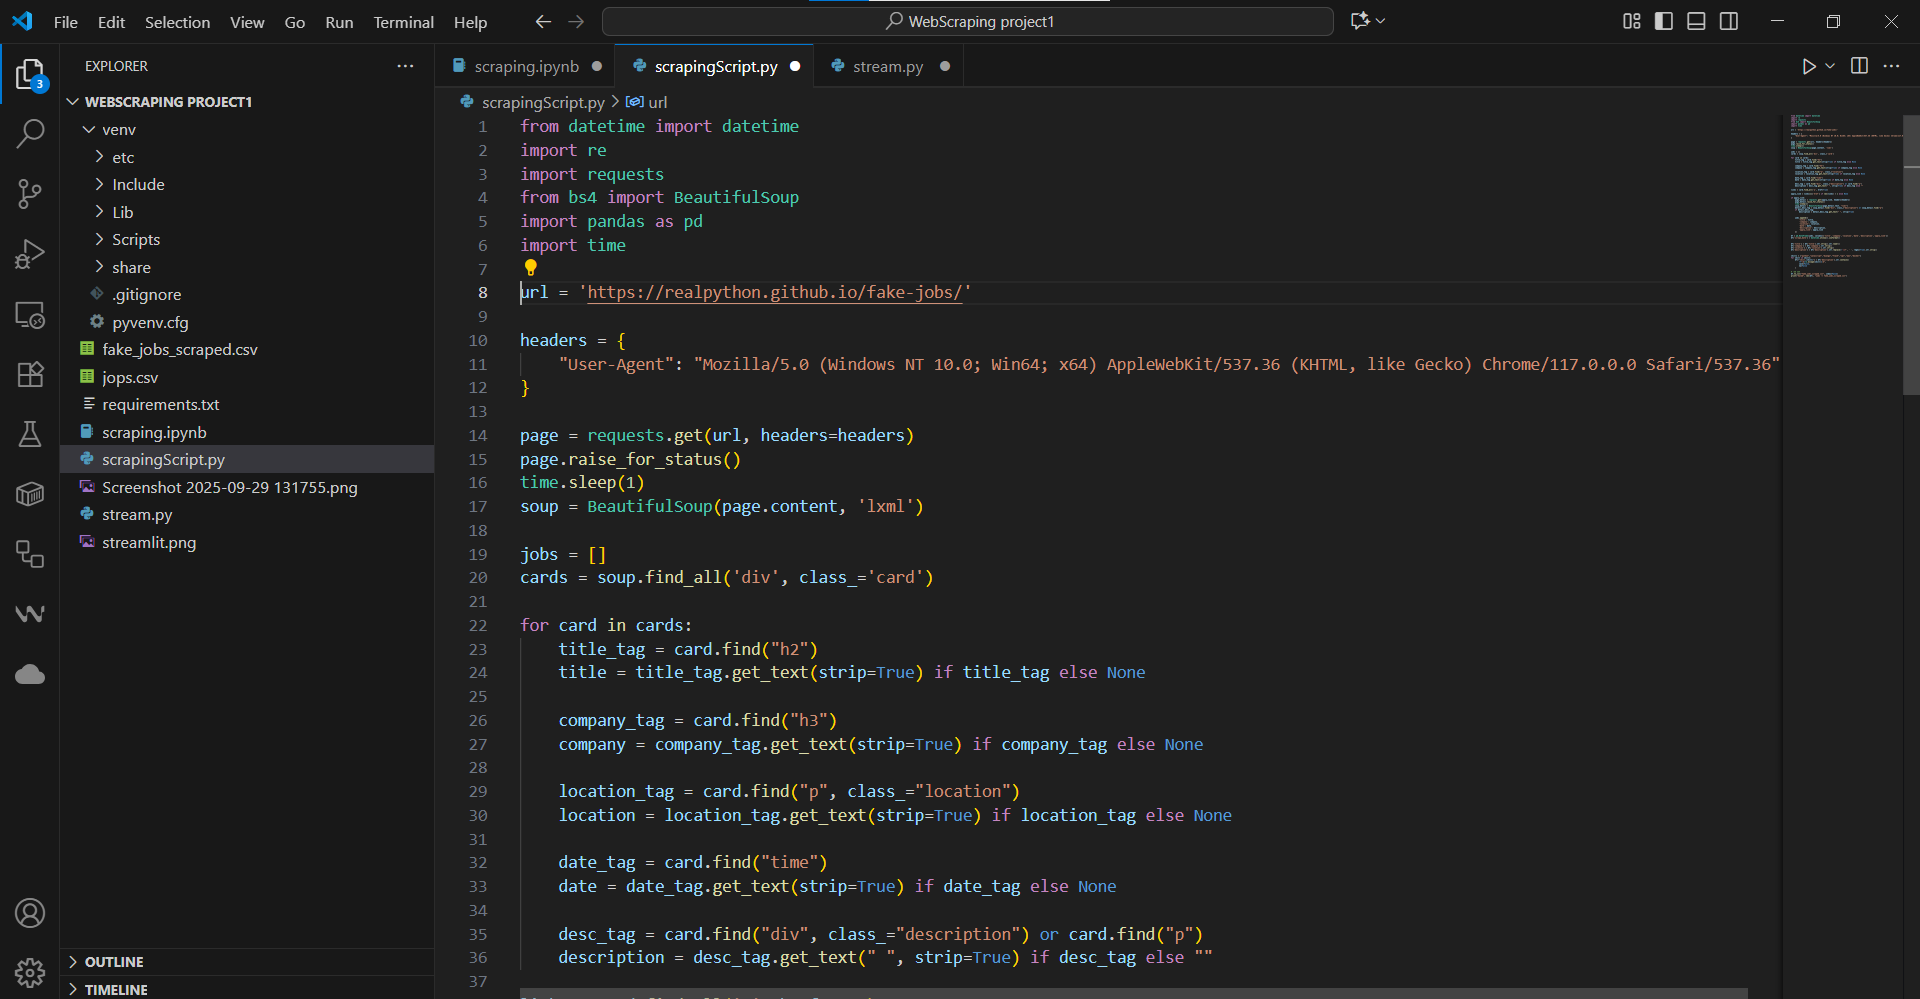 File Edit Selection View Go Run Terminal Help
WebScraping project1
EXPLORER
3
WEBSCRAPING PROJECT1
venv
etc
Include
Lib
Scripts
share
.gitignore
pyvenv.cfg
fake_jobs_scraped.csv
jops.csv
requirements.txt
scraping.ipynb
scrapingScript.py
Screenshot 2025-09-29 131755.png
stream.py
streamlit.png
OUTLINE
TIMELINE
scraping.ipynb scrapingScript.py stream.py
scrapingScript.py > url
1 from datetime import datetime
2 import re
3 import requests
4 from bs4 import BeautifulSoup
5 import pandas as pd
6 import time
7
8 url = 'https://realpython.github.io/fake-jobs/'
9
10 headers = {
11     "User-Agent": "Mozilla/5.0 (Windows NT 10.0; Win64; x64) AppleWebKit/537.36 (KHTML, like Gecko) Chrome/117.0.0.0 Safari/537.36"
12 }
13
14 page = requests.get(url, headers=headers)
15 page.raise_for_status()
16 time.sleep(1)
17 soup = BeautifulSoup(page.content, 'lxml')
18
19 jobs = []
20 cards = soup.find_all('div', class_='card')
21
22 for card in cards:
23     title_tag = card.find("h2")
24     title = title_tag.get_text(strip=True) if title_tag else None
25
26     company_tag = card.find("h3")
27     company = company_tag.get_text(strip=True) if company_tag else None
28
29     location_tag = card.find("p", class_="location")
30     location = location_tag.get_text(strip=True) if location_tag else None
31
32     date_tag = card.find("time")
33     date = date_tag.get_text(strip=True) if date_tag else None
34
35     desc_tag = card.find("div", class_="description") or card.find("p")
36     description = desc_tag.get_text(" ", strip=True) if desc_tag else ""
37